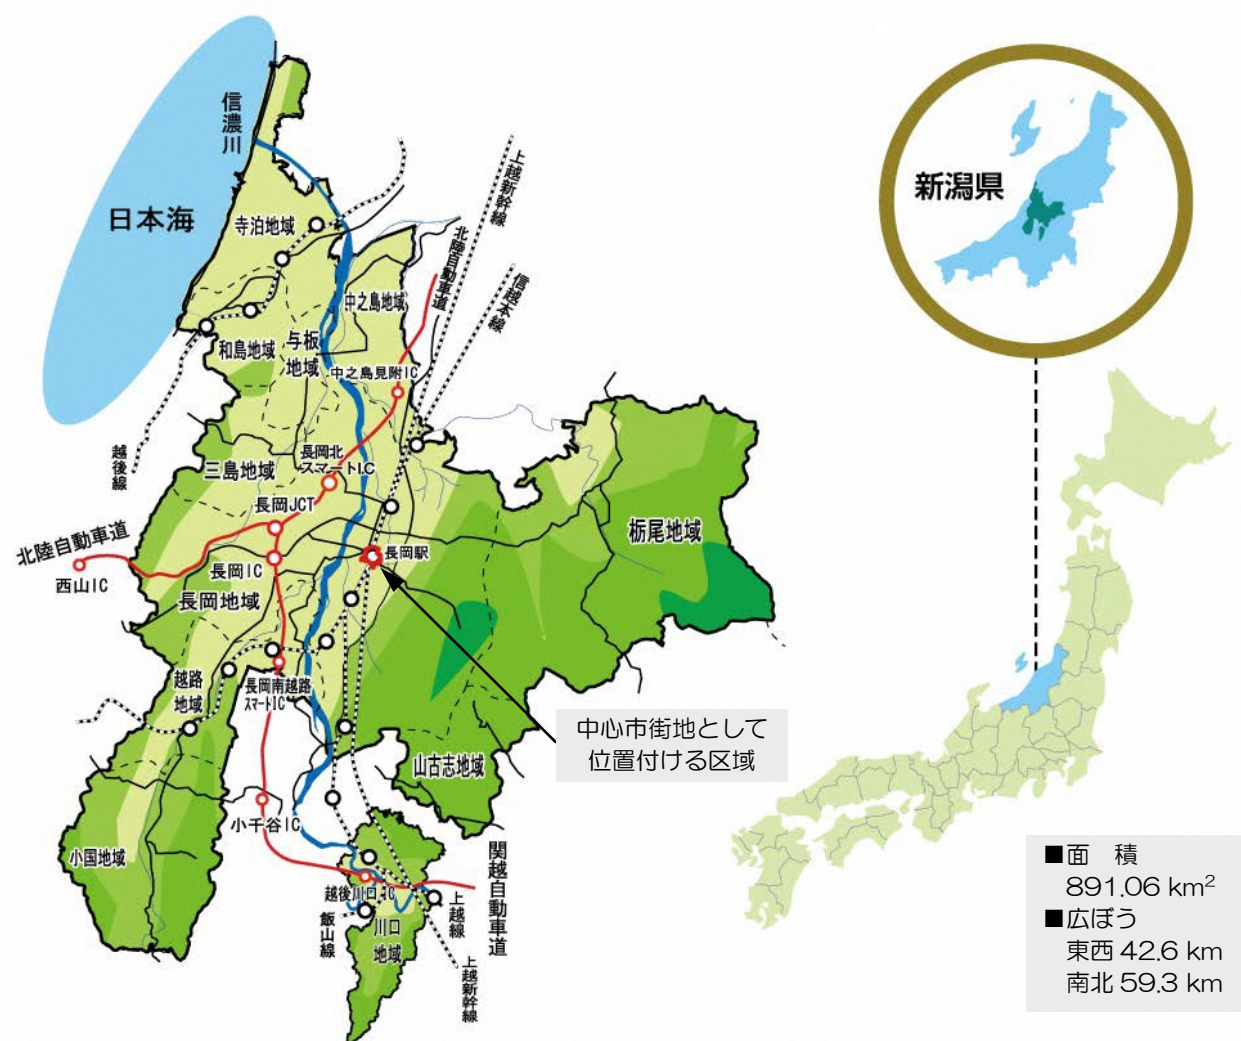 信濃川
日本海
寺泊地域
上越新幹線
北陸自動車道
信越本線
中之島地域
与板
地域
和島地域
中之島見附IC
越後線
三島地域
長岡北
スマートIC
長岡JCT
北陸自動車道
西山IC
長岡IC
長岡駅
栃尾地域
長岡地域
越路
地域
長岡南越路
スマートIC
中心市街地として
位置付ける区域
山古志地域
小千谷IC
小国地域
関越自動車道
越後川口IC
飯山線
川口
地域
上越線
上越新幹線
新潟県
■面　積
891.06 km²
■広ぼう
東西 42.6 km
南北 59.3 km